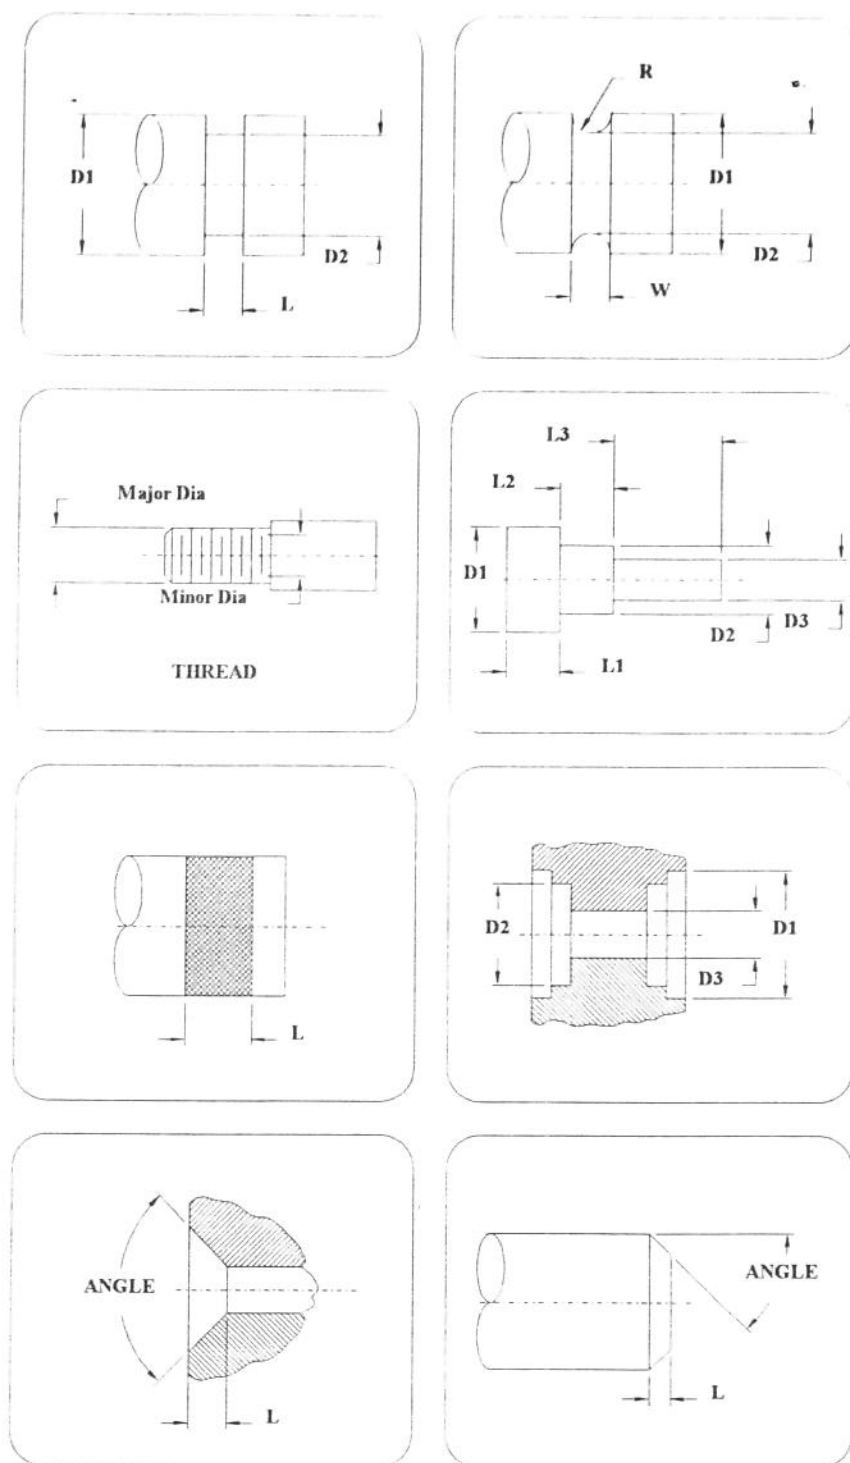 D1
D2
L
R
D1
D2
W
Major Dia
Minor Dia
THREAD
L3
L2
D1
D2
D3
L1
L
D2
D1
D3
ANGLE
L
ANGLE
L